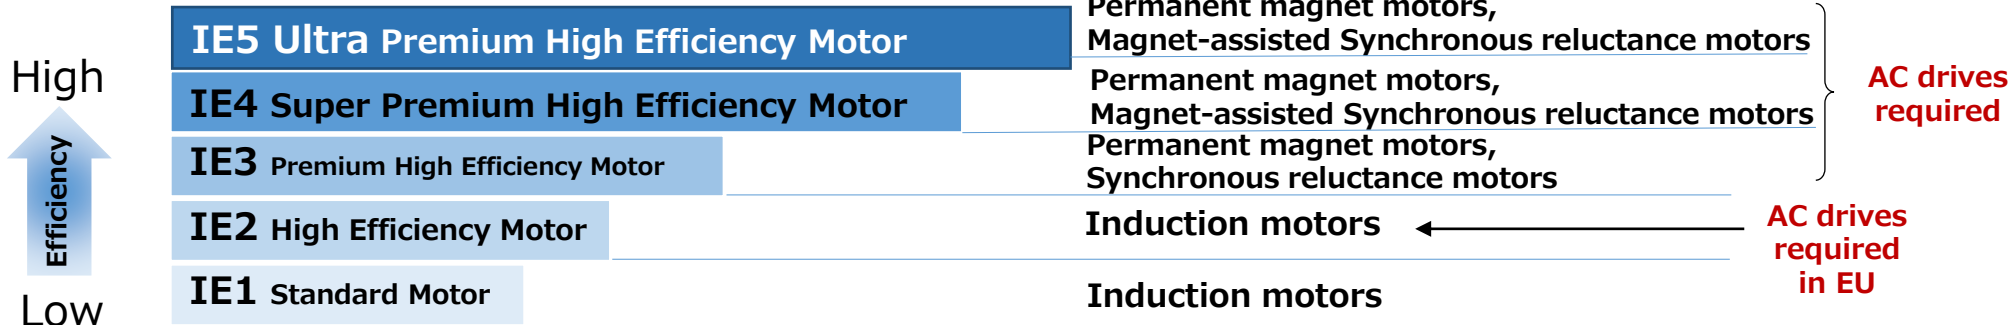 Permanent magnet motors,
IE5 Ultra Premium High Efficiency Motor
Magnet-assisted Synchronous reluctance motors
High
Permanent magnet motors,
AC drives
required
IE4 Super Premium High Efficiency Motor
Magnet-assisted Synchronous reluctance motors
Efficiency
IE3 Premium High Efficiency Motor
Permanent magnet motors,
Synchronous reluctance motors
IE2 High Efficiency Motor
Induction motors
AC drives
required
in EU
IE1 Standard Motor
Induction motors
Low